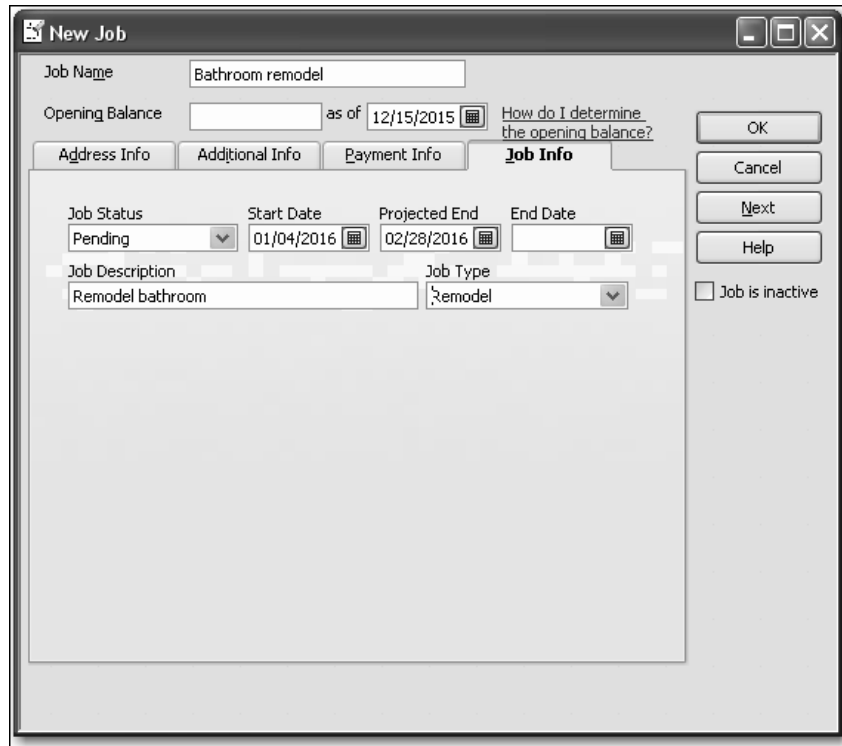 New Job
Job Name Bathroom remodel
Opening Balance as of 12/15/2015 How do I determine
the opening balance?
OK
Address Info Additional Info Payment Info Job Info
Cancel
Job Status Start Date Projected End End Date Next
Pending 01/04/2016 02/28/2016
Help
Job Description Job Type
Remodel bathroom Remodel
Job is inactive